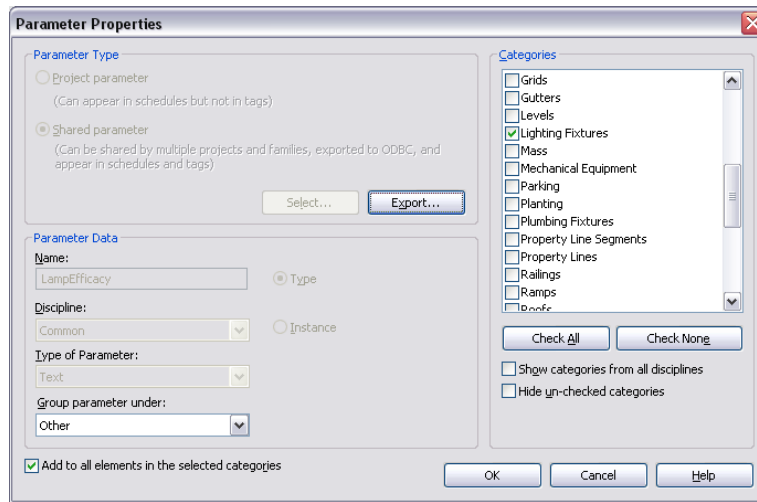 Parameter Properties
Parameter Type
Project parameter
(Can appear in schedules but not in tags)
Shared parameter
(Can be shared by multiple projects and families, exported to ODBC, and
appear in schedules and tags)
Select...
Export...
Parameter Data
Name:
LampEfficacy
Type
Discipline:
Common
Instance
Type of Parameter:
Text
Group parameter under:
Other
Add to all elements in the selected categories
Categories
Grids
Gutters
Levels
Lighting Fixtures
Mass
Mechanical Equipment
Parking
Planting
Plumbing Fixtures
Property Line Segments
Property Lines
Railings
Ramps
Roofs
Check All
Check None
Show categories from all disciplines
Hide un-checked categories
OK
Cancel
Help